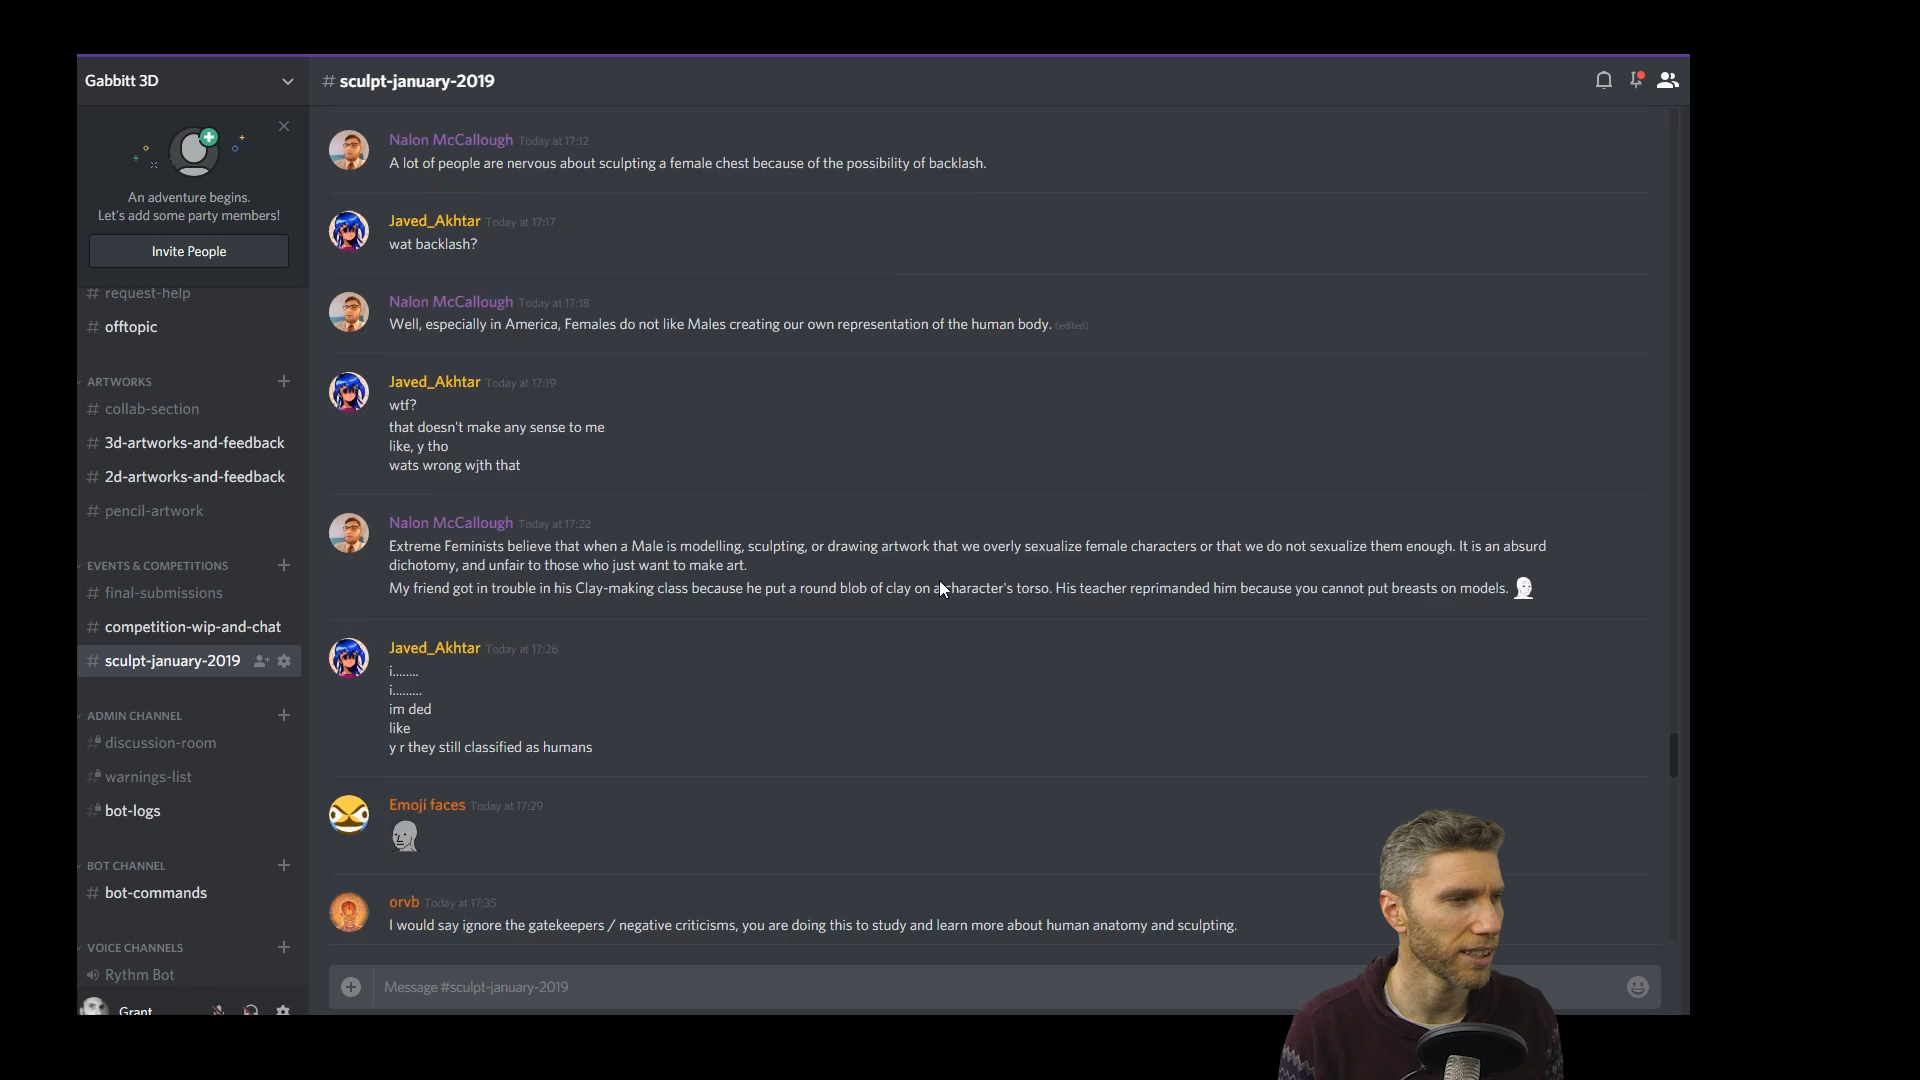 Gabbitt 3D
# sculpt-january-2019
An adventure begins.
Let's add some party members!
Invite People
# request-help
# offtopic
ARTWORKS
# collab-section
# 3d-artworks-and-feedback
# 2d-artworks-and-feedback
# pencil-artwork
EVENTS & COMPETITIONS
# final-submissions
# competition-wip-and-chat
# sculpt-january-2019
ADMIN CHANNEL
# discussion-room
# warnings-list
# bot-logs
BOT CHANNEL
# bot-commands
VOICE CHANNELS
Rythm Bot
Grant
Nalon McCallough Today at 17:12
A lot of people are nervous about sculpting a female chest because of the possibility of backlash.
Javed_Akhtar Today at 17:17
wat backlash?
Nalon McCallough Today at 17:18
Well, especially in America, Females do not like Males creating our own representation of the human body. (edited)
Javed_Akhtar Today at 17:19
wtf?
that doesn't make any sense to me
like, y tho
wats wrong wjth that
Nalon McCallough Today at 17:22
Extreme Feminists believe that when a Male is modelling, sculpting, or drawing artwork that we overly sexualize female characters or that we do not sexualize them enough. It is an absurd
dichotomy, and unfair to those who just want to make art.
My friend got in trouble in his Clay-making class because he put a round blob of clay on a character's torso. His teacher reprimanded him because you cannot put breasts on models.
Javed_Akhtar Today at 17:26
i........
i.........
im ded
like
y r they still classified as humans
Emoji faces Today at 17:29
orvb Today at 17:35
I would say ignore the gatekeepers / negative criticisms, you are doing this to study and learn more about human anatomy and sculpting.
Message #sculpt-january-2019